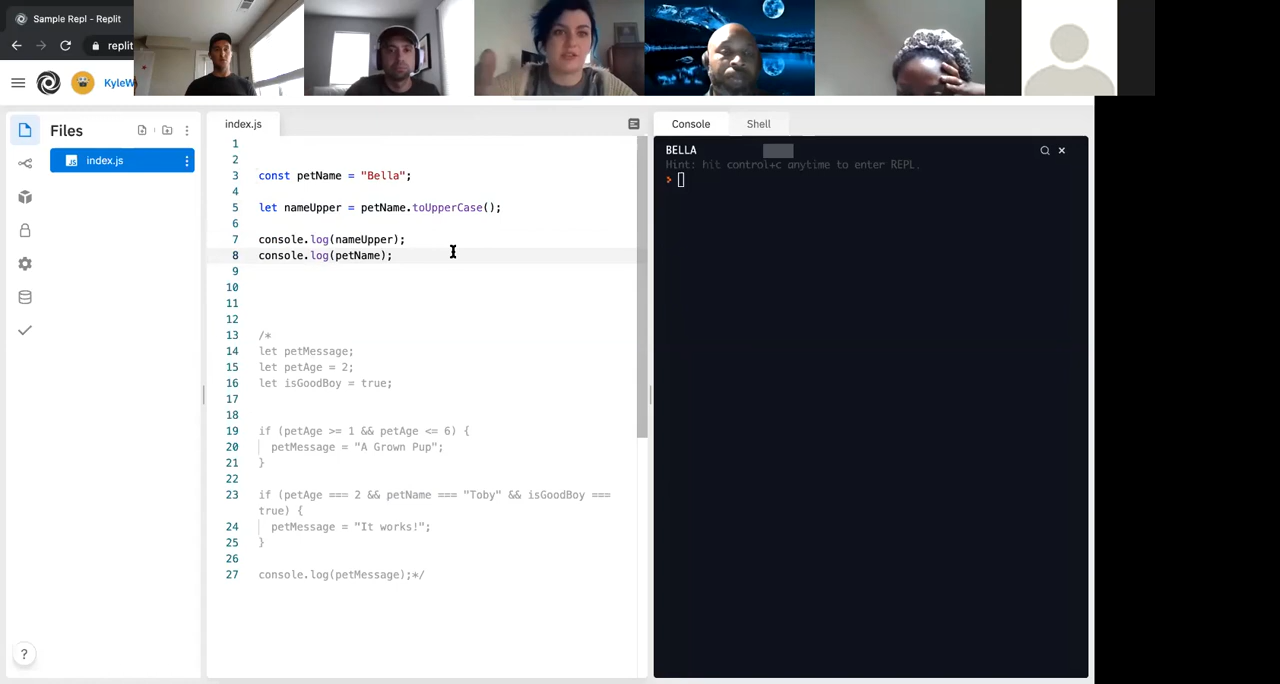 Sample Repl - Replit
replit
KyleW
Files
index.js
index.js
Console
Shell
1
2
3 const petName = "Bella";
4
5 let nameUpper = petName.toUpperCase();
6
7 console.log(nameUpper);
8 console.log(petName);
9
10
11
12
13 /*
14 let petMessage;
15 let petAge = 2;
16 let isGoodBoy = true;
17
18
19 if (petAge >= 1 && petAge <= 6) {
20 petMessage = "A Grown Pup";
21 }
22
23 if (petAge === 2 && petName === "Toby" && isGoodBoy ===
true) {
24 petMessage = "It works!";
25 }
26
27 console.log(petMessage);*/
BELLA
Hint: hit control+c anytime to enter REPL.
>
?